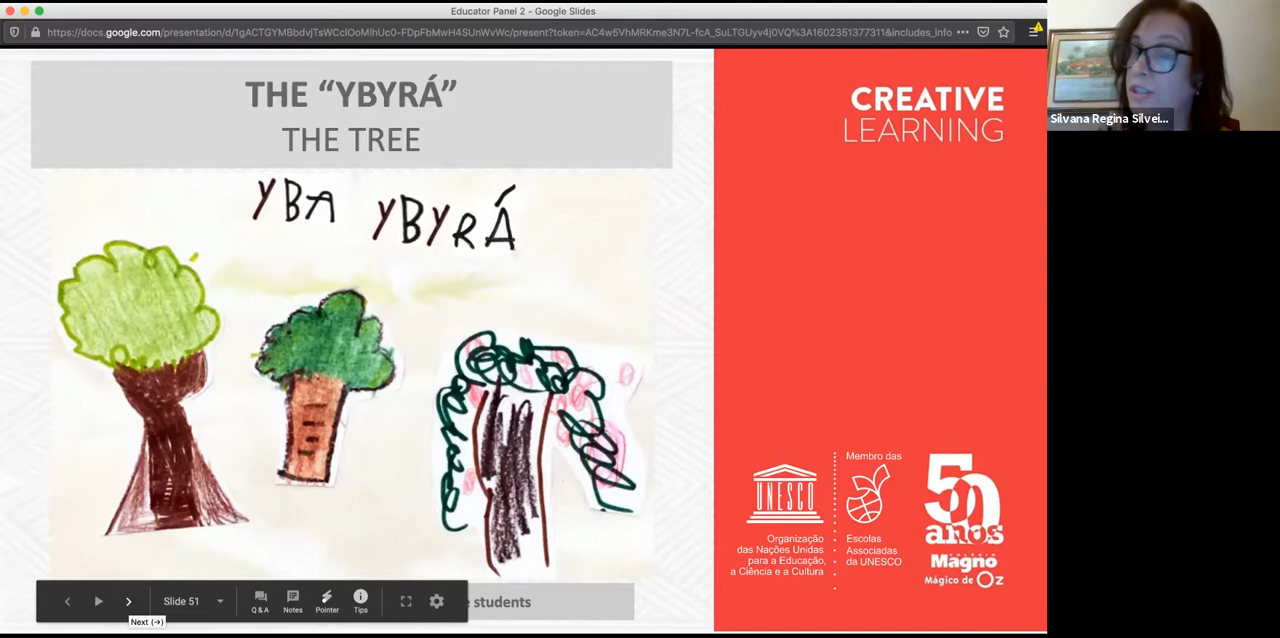 Educator Panel 2 - Google Slides
THE “YBYRÁ”
THE TREE
YBA YBYRÁ
students
Slide 51
Q & A
Notes
Pointer
Tips
Next (→)
CREATIVE
LEARNING
UNESCO
Organização
das Nações Unidas
para a Educação,
a Ciência e a Cultura
Membro das
Escolas
Associadas
da UNESCO
50
anos
COLÉGIO
Magno
Mágico de Oz
Silvana Regina Silvei...